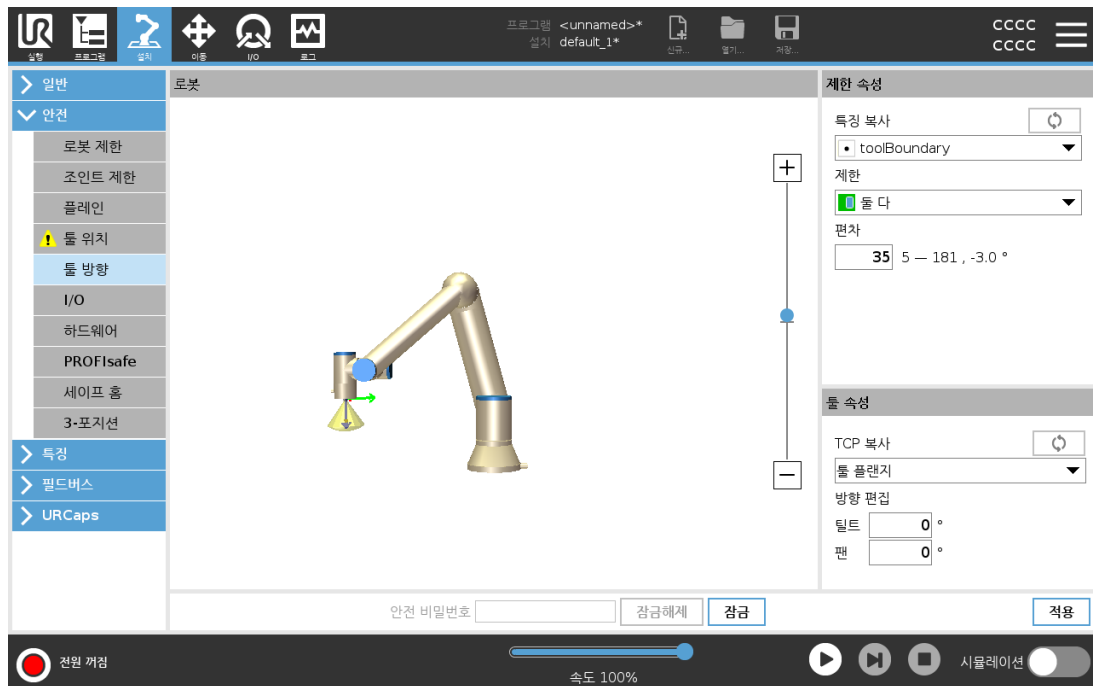 프로그램 <unnamed>*
설치 default_1*
신규... 열기... 저장...
CCCC
CCCC
실행 프로그램 설치 이동 I/O 로그
일반
안전
로봇 제한
조인트 제한
플레인
툴 위치
툴 방향
I/O
하드웨어
PROFIsafe
세이프 홈
3-포지션
특징
필드버스
URCaps
로봇
제한 속성
특징 복사
toolBoundary
제한
둘 다
편차
35 5 — 181 , -3.0 °
툴 속성
TCP 복사
툴 플랜지
방향 편집
틸트 0 °
팬 0 °
안전 비밀번호 잠금해제 잠금 적용
전원 꺼짐
속도 100%
시뮬레이션